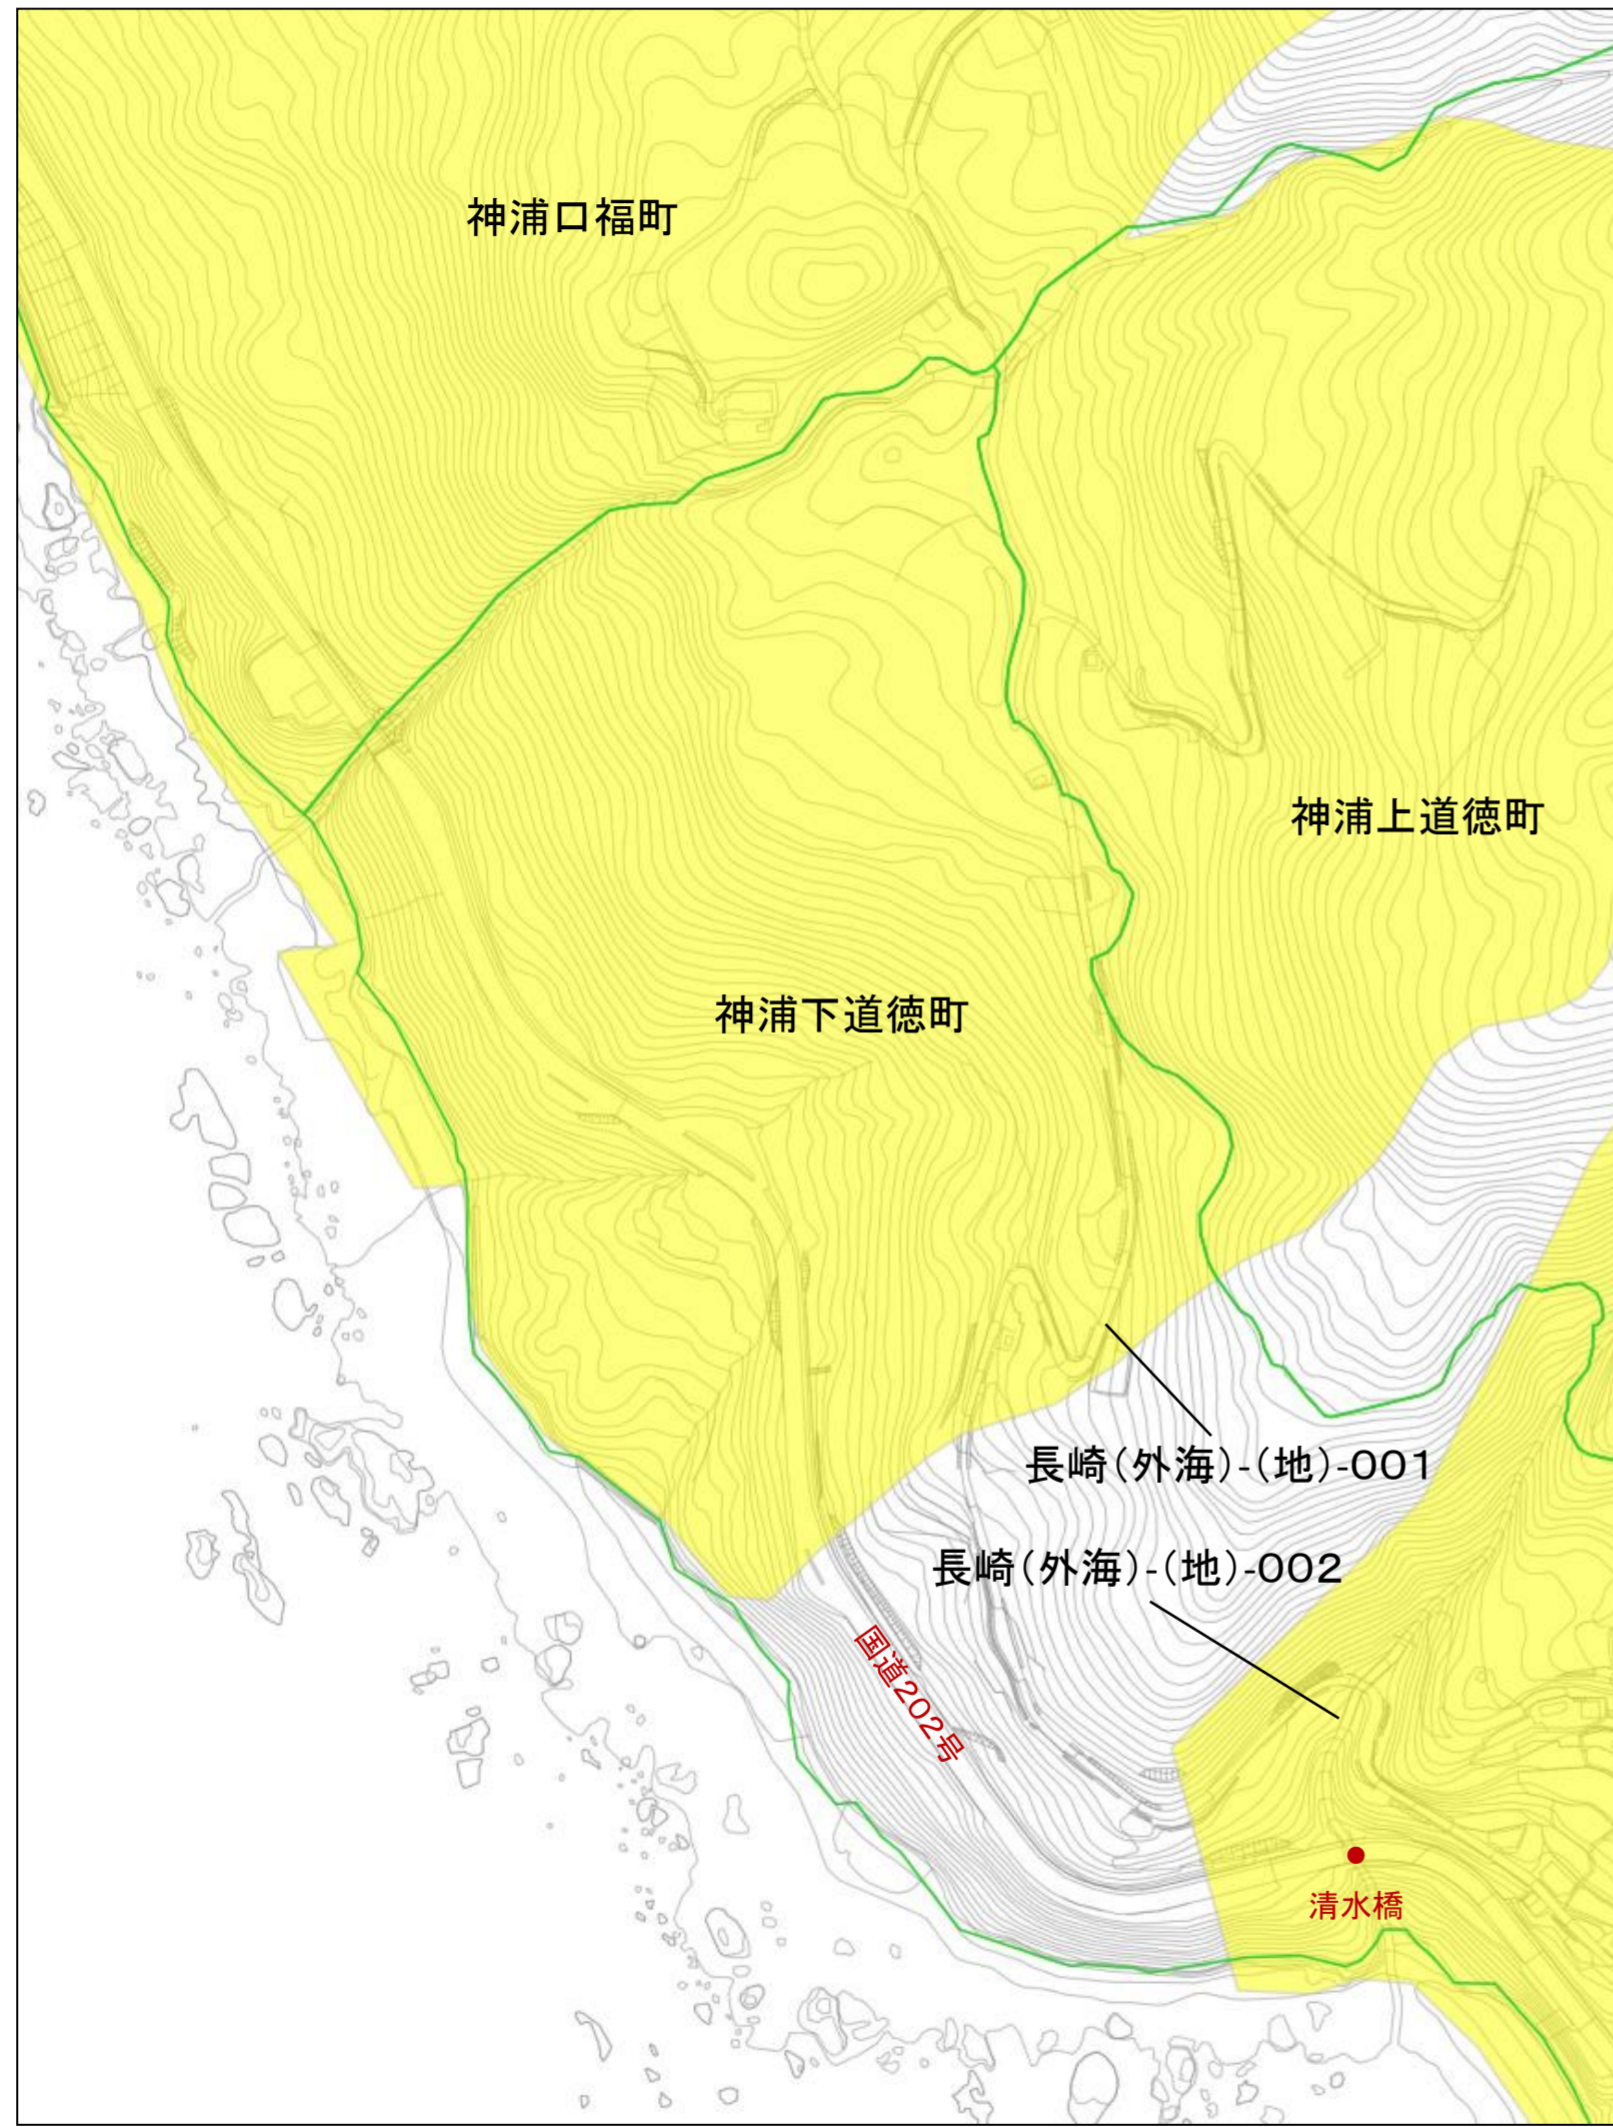 神浦口福町
神浦上道徳町
神浦下道徳町
長崎(外海)-(地)-001
長崎(外海)-(地)-002
国道202号
清水橋